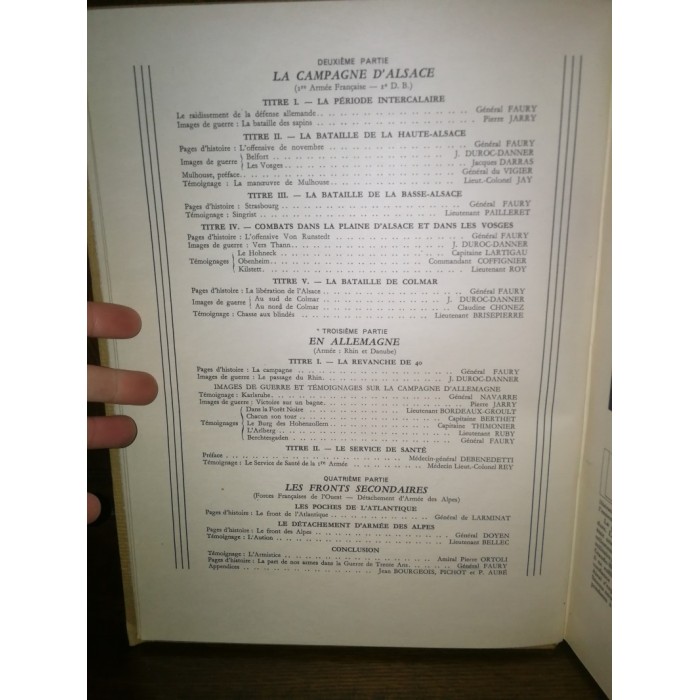 DEUXIÈME PARTIE
LA CAMPAGNE D'ALSACE
(1re Armée Française — 2e D. B.)
TITRE I. — LA PÉRIODE INTERCALAIRE
Le raidissement de la défense allemande .. .. .. Général FAURY
Images de guerre : La bataille des sapins .. .. .. Pierre JARRY
TITRE II. — LA BATAILLE DE LA HAUTE-ALSACE
Pages d'histoire : L'offensive de novembre .. .. .. Général FAURY
Images de guerre { Belfort .. .. .. J. DUROC-DANNER
Les Vosges .. .. .. Jacques DARRAS
Mulhouse, préface .. .. .. Général du VIGIER
Témoignage : La manœuvre de Mulhouse .. .. .. Lieut.-Colonel JAY
TITRE III. — LA BATAILLE DE LA BASSE-ALSACE
Pages d'histoire : Strasbourg .. .. .. Général FAURY
Témoignage : Singrist .. .. .. Lieutenant PAILLERET
TITRE IV. — COMBATS DANS LA PLAINE D'ALSACE ET DANS LES VOSGES
Pages d'histoire : L'offensive Von Runstedt .. .. .. Général FAURY
Images de guerre : Vers Thann .. .. .. J. DUROC-DANNER
Témoignages { Le Hohneck .. .. .. Capitaine LARTIGAU
Obenheim .. .. .. Commandant COFFIGNIER
Kilstett .. .. .. Lieutenant ROY
TITRE V. — LA BATAILLE DE COLMAR
Pages d'histoire : La libération de l'Alsace .. .. .. Général FAURY
Images de guerre { Au sud de Colmar .. .. .. J. DUROC-DANNER
Au nord de Colmar .. .. .. Claudine CHONEZ
Témoignage : Chasse aux blindés .. .. .. Lieutenant BRISEPIERRE
TROISIÈME PARTIE
EN ALLEMAGNE
(Armée : Rhin et Danube)
TITRE I. — LA REVANCHE DE 40
Pages d'histoire : La campagne .. .. .. Général FAURY
Images de guerre : Le passage du Rhin .. .. .. J. DUROC-DANNER
IMAGES DE GUERRE ET TÉMOIGNAGES SUR LA CAMPAGNE D'ALLEMAGNE
Témoignage : Karlsruhe .. .. .. Général NAVARRE
Images de guerre : Victoire sur un bagne .. .. .. Pierre JARRY
Témoignages { Dans la Forêt Noire .. .. .. Lieutenant BORDEAUX-GROULT
Chacun son tour .. .. .. Capitaine BERTHET
Le Burg des Hohenzollern .. .. .. Capitaine THIMONIER
L'Arlberg .. .. .. Lieutenant RUBY
Berchtesgaden .. .. .. Général FAURY
TITRE II. — LE SERVICE DE SANTÉ
Préface .. .. .. Médecin-général DEBENEDETTI
Témoignage : Le Service de Santé de la 1re Armée .. .. .. Médecin Lieut.-Colonel REY
QUATRIÈME PARTIE
LES FRONTS SECONDAIRES
(Forces Françaises de l'Ouest — Détachement d'Armée des Alpes)
LES POCHES DE L'ATLANTIQUE
Pages d'histoire : Le front de l'Atlantique .. .. .. Général de LARMINAT
LE DÉTACHEMENT D'ARMÉE DES ALPES
Pages d'histoire : Le front des Alpes .. .. .. Général DOYEN
Témoignage : L'Aution .. .. .. Lieutenant BELLEC
CONCLUSION
Témoignage : L'Armistice .. .. .. Amiral Pierre ORTOLI
Pages d'histoire : La part de nos armes dans la Guerre de Trente Ans .. .. .. Général FAURY
Appendices .. .. .. Jean BOURGEOIS, PICHOT et P. AUBÉ